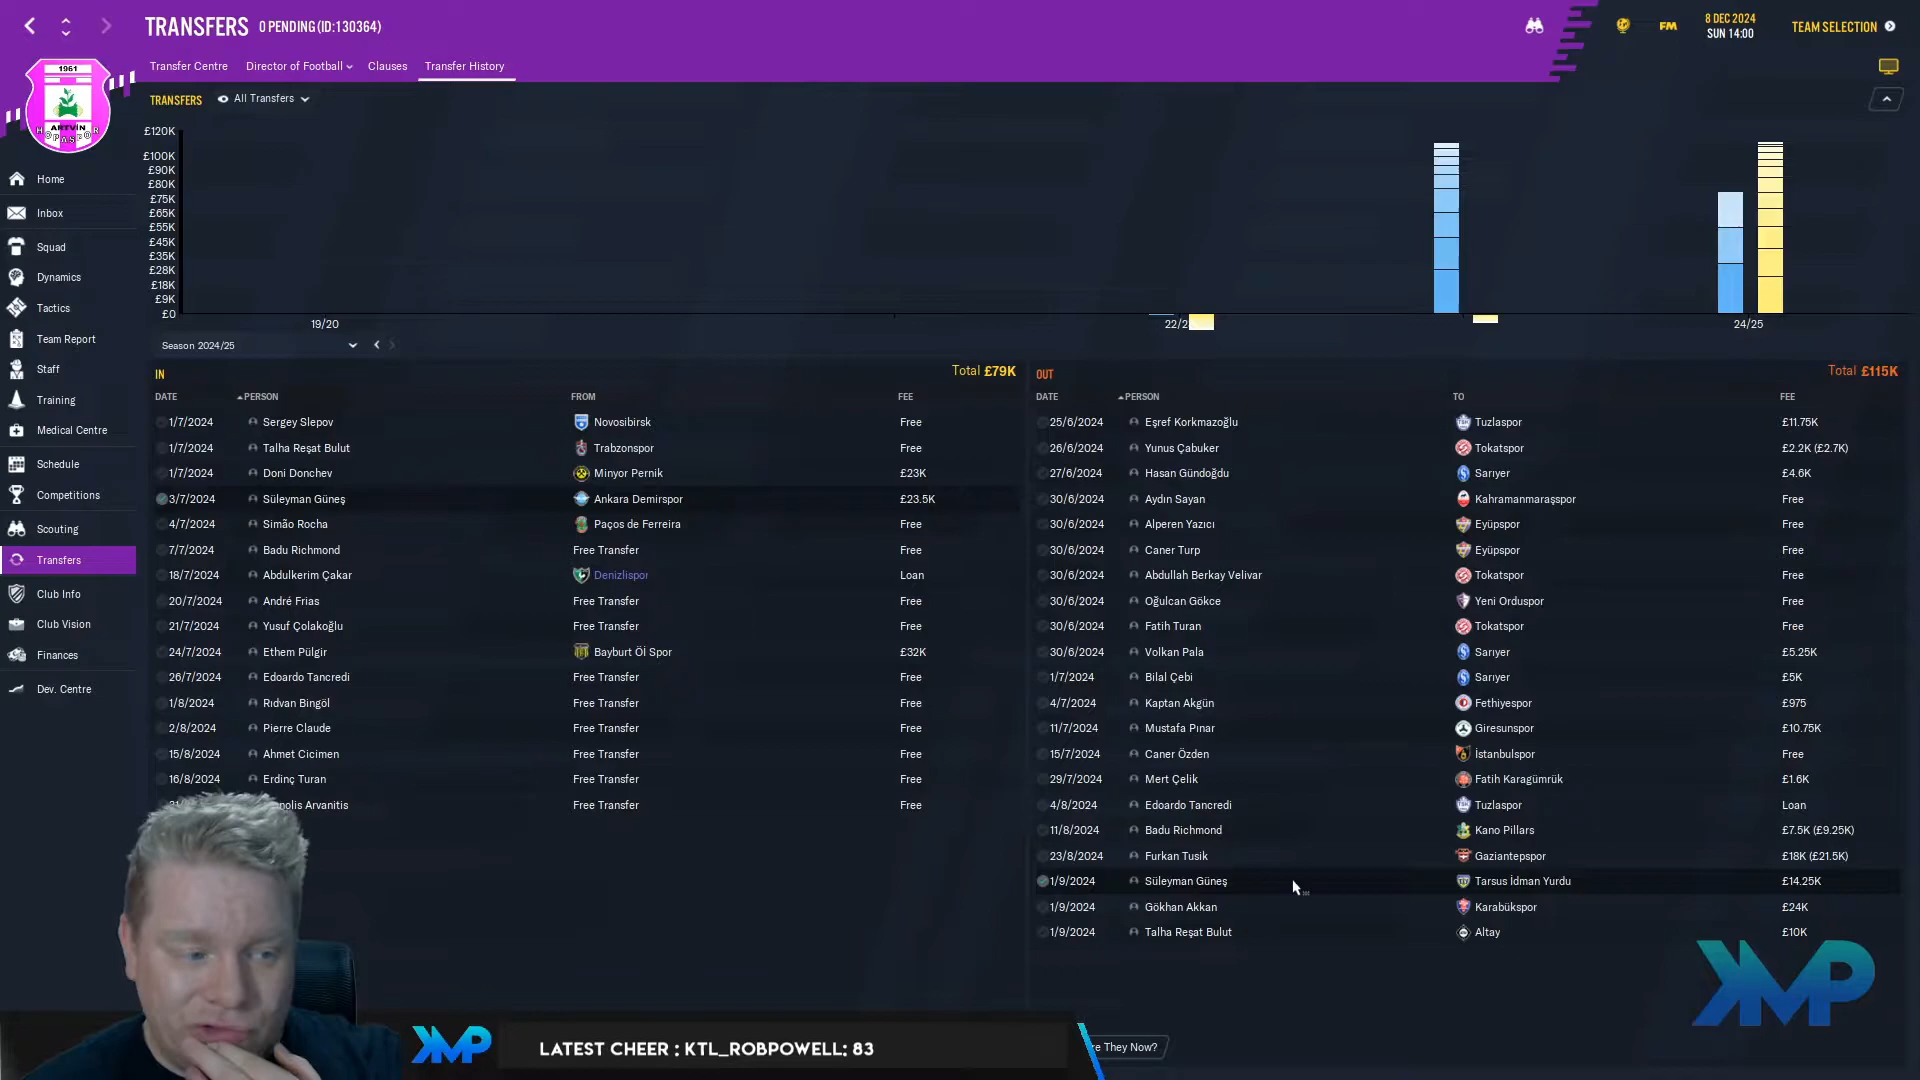 TRANSFERS 0 PENDING (ID:130364)
FM
8 DEC 2024
SUN 14:00
TEAM SELECTION
1961
ARTVİN
HOPASPOR
Transfer Centre Director of Football Clauses Transfer History
TRANSFERS All Transfers
£120K
£100K
£90K
£80K
£75K
£65K
£55K
£45K
£35K
£28K
£18K
£9K
£0
19/20 22/2 24/25
Season 2024/25
Home
Inbox
Squad
Dynamics
Tactics
Team Report
Staff
Training
Medical Centre
Schedule
Competitions
Scouting
Transfers
Club Info
Club Vision
Finances
Dev. Centre
IN Total £79K
DATE PERSON FROM FEE
1/7/2024 Sergey Slepov Novosibirsk Free
1/7/2024 Talha Reşat Bulut Trabzonspor Free
1/7/2024 Doni Donchev Minyor Pernik £23K
3/7/2024 Süleyman Güneş Ankara Demirspor £23.5K
4/7/2024 Simão Rocha Paços de Ferreira Free
7/7/2024 Badu Richmond Free Transfer Free
18/7/2024 Abdulkerim Çakar Denizlispor Loan
20/7/2024 André Frias Free Transfer Free
21/7/2024 Yusuf Çolakoğlu Free Transfer Free
24/7/2024 Ethem Pülgir Bayburt Öl Spor £32K
26/7/2024 Edoardo Tancredi Free Transfer Free
1/8/2024 Rıdvan Bingöl Free Transfer Free
2/8/2024 Pierre Claude Free Transfer Free
15/8/2024 Ahmet Cicimen Free Transfer Free
16/8/2024 Erdinç Turan Free Transfer Free
Arvanitis Free Transfer Free
OUT Total £115K
DATE PERSON TO FEE
25/6/2024 Eşref Korkmazoğlu Tuzlaspor £11.75K
26/6/2024 Yunus Çabuker Tokatspor £2.2K (£2.7K)
27/6/2024 Hasan Gündoğdu Sarıyer £4.6K
30/6/2024 Aydın Sayan Kahramanmaraşspor Free
30/6/2024 Alperen Yazıcı Eyüpspor Free
30/6/2024 Caner Turp Eyüpspor Free
30/6/2024 Abdullah Berkay Velivar Tokatspor Free
30/6/2024 Oğulcan Gökce Yeni Orduspor Free
30/6/2024 Fatih Turan Tokatspor Free
30/6/2024 Volkan Pala Sarıyer £5.25K
1/7/2024 Bilal Çebi Sarıyer £5K
4/7/2024 Kaptan Akgün Fethiyespor £975
11/7/2024 Mustafa Pınar Giresunspor £10.75K
15/7/2024 Caner Özden İstanbulspor Free
29/7/2024 Mert Çelik Fatih Karagümrük £1.6K
4/8/2024 Edoardo Tancredi Tuzlaspor Loan
11/8/2024 Badu Richmond Kano Pillars £7.5K (£9.25K)
23/8/2024 Furkan Tusik Gaziantepspor £18K (£21.5K)
1/9/2024 Süleyman Güneş Tarsus İdman Yurdu £14.25K
1/9/2024 Gökhan Akkan Karabükspor £24K
1/9/2024 Talha Reşat Bulut Altay £10K
KMP
KMP LATEST CHEER : KTL_ROBPOWELL: 83
re They Now?